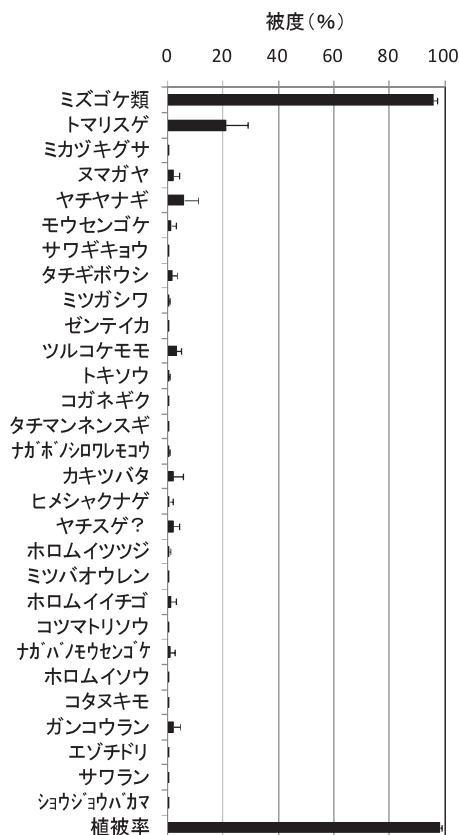 被度(%)
0 20 40 60 80 100
ミズゴケ類
トマリスゲ
ミカヅキグサ
ヌマガヤ
ヤチヤナギ
モウセンゴケ
サワギキョウ
タチギボウシ
ミツガシワ
ゼンテイカ
ツルコケモモ
トキソウ
コガネギク
タチマンネンスギ
ナガボノシロワレモコウ
カキツバタ
ヒメシャクナゲ
ヤチスゲ?
ホロムイツツジ
ミツバオウレン
ホロムイイチゴ
コツマトリソウ
ナガバノモウセンゴケ
ホロムイソウ
コタヌキモ
ガンコウラン
エゾチドリ
サワラン
ショウジョウバカマ
植被率